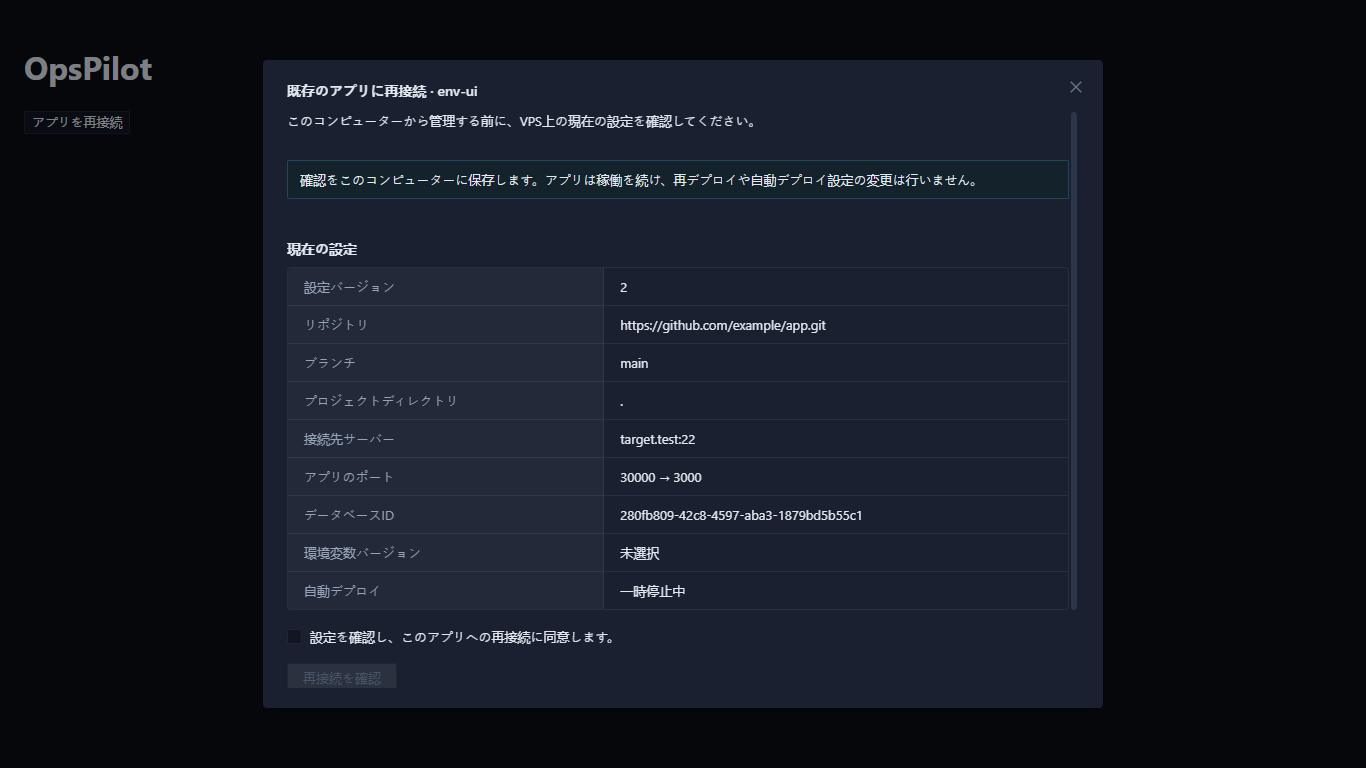 OpsPilot
アプリを再接続
既存のアプリに再接続 · env-ui
このコンピューターから管理する前に、VPS上の現在の設定を確認してください。
確認をこのコンピューターに保存します。アプリは稼働を続け、再デプロイや自動デプロイ設定の変更は行いません。
現在の設定
設定バージョン 2
リポジトリ https://github.com/example/app.git
ブランチ main
プロジェクトディレクトリ .
接続先サーバー target.test:22
アプリのポート 30000 → 3000
データベースID 280fb809-42c8-4597-aba3-1879bd5b55c1
環境変数バージョン 未選択
自動デプロイ 一時停止中
設定を確認し、このアプリへの再接続に同意します。
再接続を確認